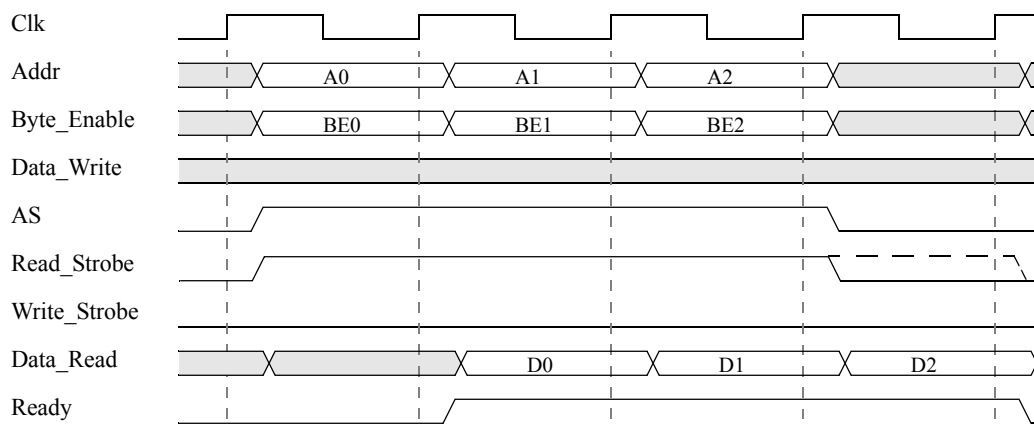 Clk
Addr A0 A1 A2
Byte_Enable BE0 BE1 BE2
Data_Write
AS
Read_Strobe
Write_Strobe
Data_Read D0 D1 D2
Ready